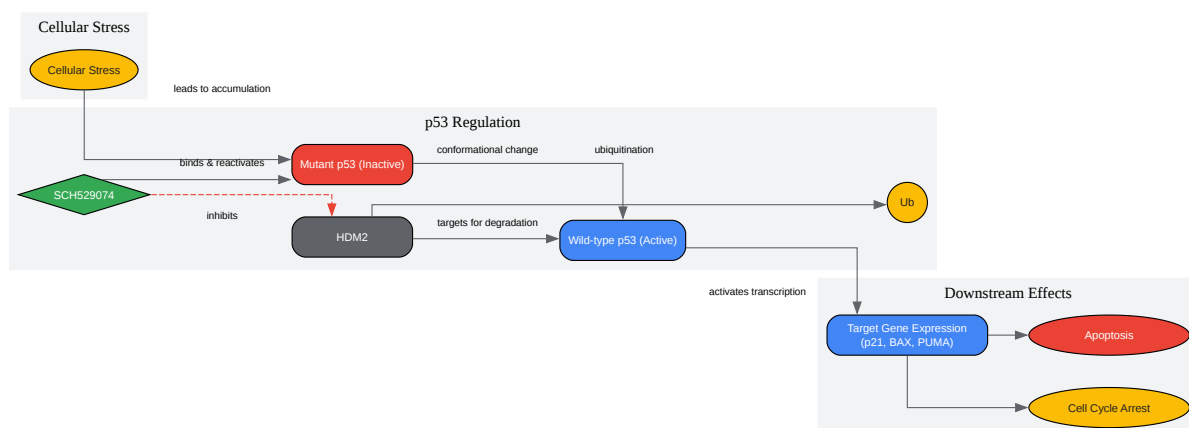 Cellular Stress
Cellular Stress
leads to accumulation
p53 Regulation
binds & reactivates
Mutant p53 (Inactive)
conformational change
ubiquitination
SCH529074
inhibits
HDM2
targets for degradation
Wild-type p53 (Active)
Ub
activates transcription
Downstream Effects
Target Gene Expression
(p21, BAX, PUMA)
Apoptosis
Cell Cycle Arrest